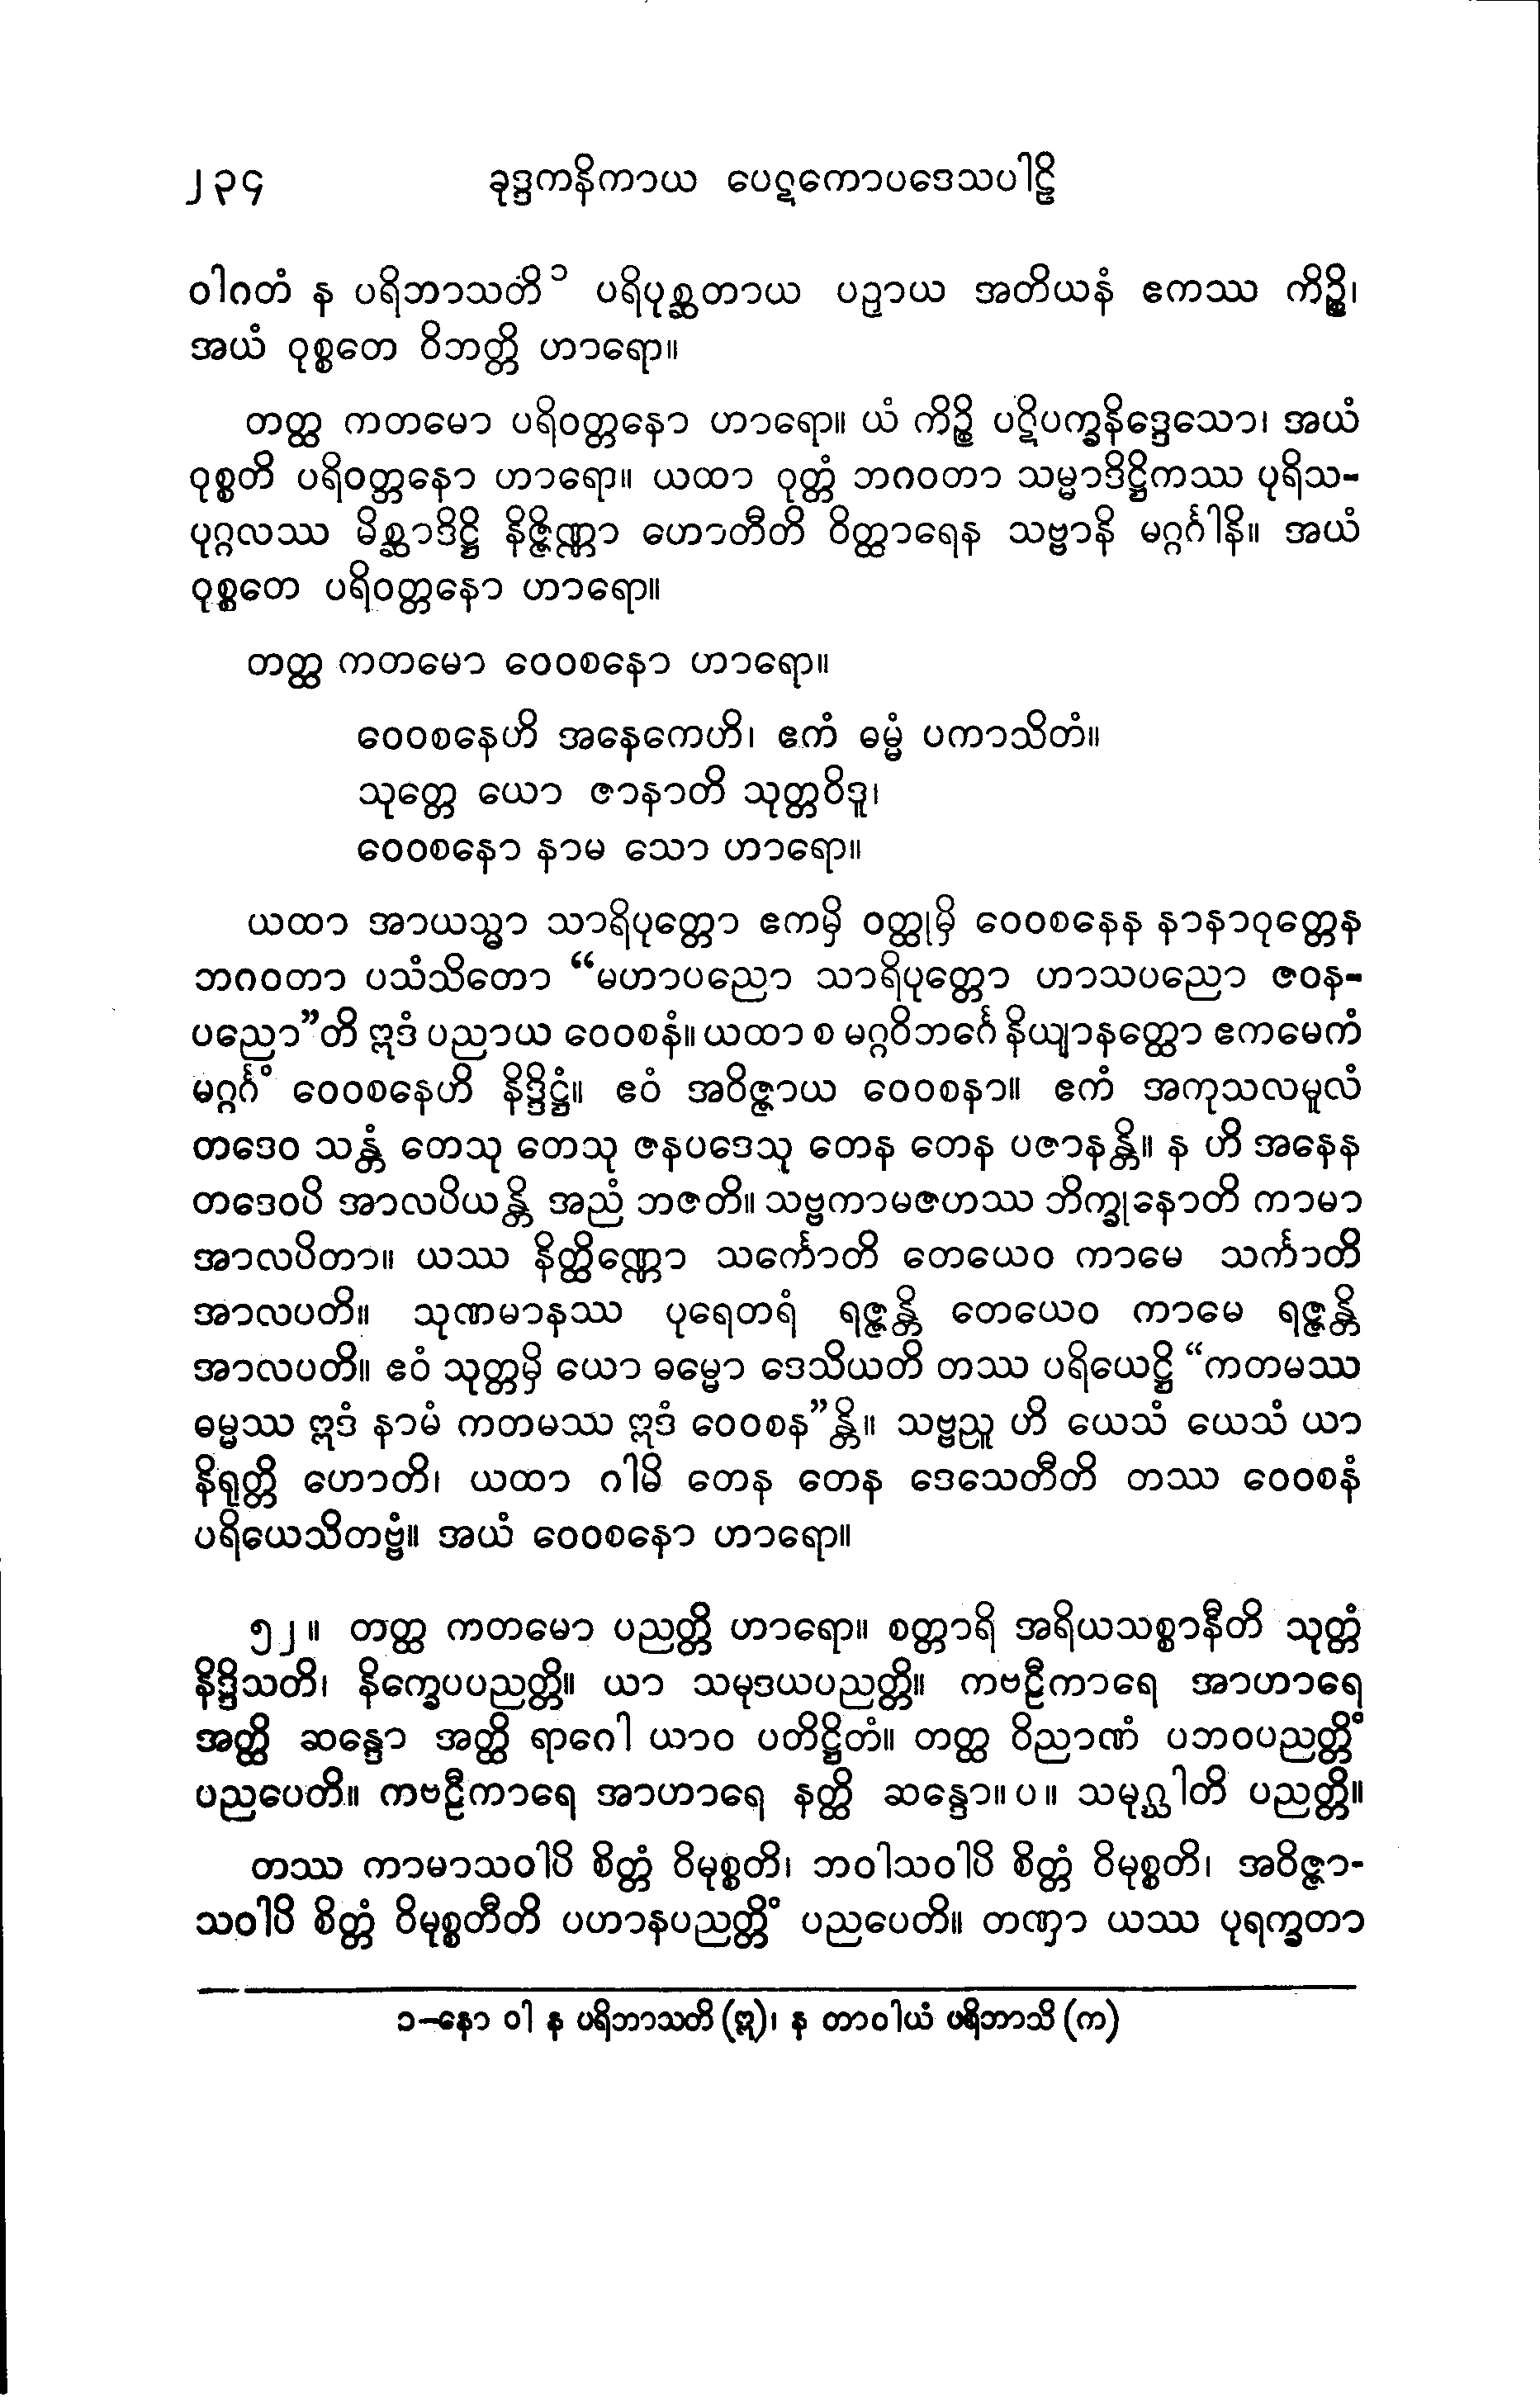 ၂၃၄ ခုဒ္ဒကနိကာယ ပေဋကောပဒေသပါဠိ
ဝါဂတံ န ပရိဘာသတိ¹ ပရိပုစ္ဆတာယ ပဉှာယ အတိယနံ ဧကဿ ကိဉ္စိ၊
အယံ ဝုစ္စတေ ဝိဘတ္တိ ဟာရော။
တတ္ထ ကတမော ပရိဝတ္တနော ဟာရော။ ယံ ကိဉ္စိ ပဋိပက္ခနိဒ္ဒေသော၊ အယံ
ဝုစ္စတိ ပရိဝတ္တနော ဟာရော။ ယထာ ဝုတ္တံ ဘဂဝတာ သမ္မာဒိဋ္ဌိကဿ ပုရိသ-
ပုဂ္ဂလဿ မိစ္ဆာဒိဋ္ဌိ နိဇ္ဇိဏ္ဏာ ဟောတီတိ ဝိတ္ထာရေန သဗ္ဗာနိ မဂ္ဂင်္ဂါနိ။ အယံ
ဝုစ္စတေ ပရိဝတ္တနော ဟာရော။
တတ္ထ ကတမော ဝေဝစနော ဟာရော။
ဝေဝစနေဟိ အနေကေဟိ၊ ဧကံ ဓမ္မံ ပကာသိတံ။
သုတ္တေ ယော ဇာနာတိ သုတ္တဝိဒူ၊
ဝေဝစနော နာမ သော ဟာရော။
ယထာ အာယသ္မာ သာရိပုတ္တော ဧကမှိ ဝတ္ထုမှိ ဝေဝစနေန နာနာဝုတ္တေန
ဘဂဝတာ ပသံသိတော “မဟာပညော သာရိပုတ္တော ဟာသပညော ဇဝန-
ပညော”တိ ဣဒံ ပညာယ ဝေဝစနံ။ ယထာ စ မဂ္ဂဝိဘင်္ဂေ နိယျာနတ္ထော ဧကမေကံ
မဂ္ဂင်္ဂံ ဝေဝစနေဟိ နိဒ္ဒိဋ္ဌံ။ ဧဝံ အဝိဇ္ဇာယ ဝေဝစနာ။ ဧကံ အကုသလမူလံ
တဒေဝ သန္တံ တေသု တေသု ဇနပဒေသု တေန တေန ပဇာနန္တိ။ န ဟိ အနေန
တဒေဝပိ အာလပိယန္တိ အညံ ဘဇတိ။ သဗ္ဗကာမဇဟဿ ဘိက္ခုနောတိ ကာမာ
အာလပိတာ။ ယဿ နိတ္ထိဏ္ဏော သင်္ကောတိ တေယေဝ ကာမေ သင်္ကာတိ
အာလပတိ။ သုဏမာနဿ ပုရေတရံ ရဇ္ဇန္တိ တေယေဝ ကာမေ ရဇ္ဇန္တိ
အာလပတိ။ ဧဝံ သုတ္တမှိ ယော ဓမ္မော ဒေသိယတိ တဿ ပရိယေဋ္ဌိ “ကတမဿ
ဓမ္မဿ ဣဒံ နာမံ ကတမဿ ဣဒံ ဝေဝစန”န္တိ။ သဗ္ဗညူ ဟိ ယေသံ ယေသံ ယာ
နိရုတ္တိ ဟောတိ၊ ယထာ ဂါမိ တေန တေန ဒေသေတီတိ တဿ ဝေဝစနံ
ပရိယေသိတဗ္ဗံ။ အယံ ဝေဝစနော ဟာရော။
၅၂။ တတ္ထ ကတမော ပညတ္တိ ဟာရော။ စတ္တာရိ အရိယသစ္စာနီတိ သုတ္တံ
နိဒ္ဒိသတိ၊ နိက္ခေပပညတ္တိ။ ယာ သမုဒယပညတ္တိ။ ကဗဠီကာရေ အာဟာရေ
အတ္ထိ ဆန္ဒော အတ္ထိ ရာဂေါ ယာဝ ပတိဋ္ဌိတံ။ တတ္ထ ဝိညာဏံ ပဘဝပညတ္တိံ
ပညပေတိ။ ကဗဠီကာရေ အာဟာရေ နတ္ထိ ဆန္ဒော။ ပ ။ သမုဂ္ဃါတိ ပညတ္တိ။
တဿ ကာမာသဝါပိ စိတ္တံ ဝိမုစ္စတိ၊ ဘဝါသဝါပိ စိတ္တံ ဝိမုစ္စတိ၊ အဝိဇ္ဇာ-
သဝါပိ စိတ္တံ ဝိမုစ္စတီတိ ပဟာနပညတ္တိံ ပညပေတိ။ တဏှာ ယဿ ပုရက္ခတာ
၁-နော ဝါ န ပရိဘာသတိ (ဣ)၊ န တာဝါယံ ပရိဘာသိ (က)